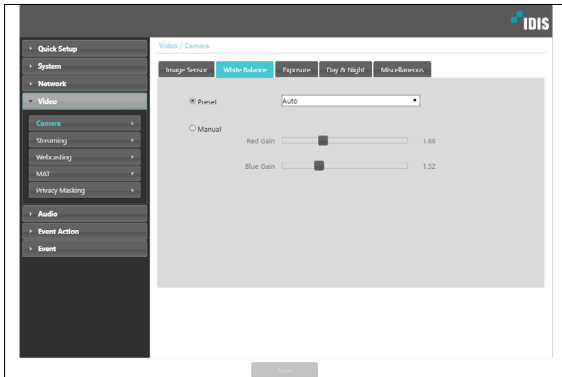 IDIS
Quick Setup
System
Network
Video
Camera
Streaming
Webcasting
MAT
Privacy Masking
Audio
Event Action
Event
Video / Camera
Image Sensor White Balance Exposure Day & Night Miscellaneous
Preset Auto
Manual
Red Gain 1.68
Blue Gain 1.52
Save